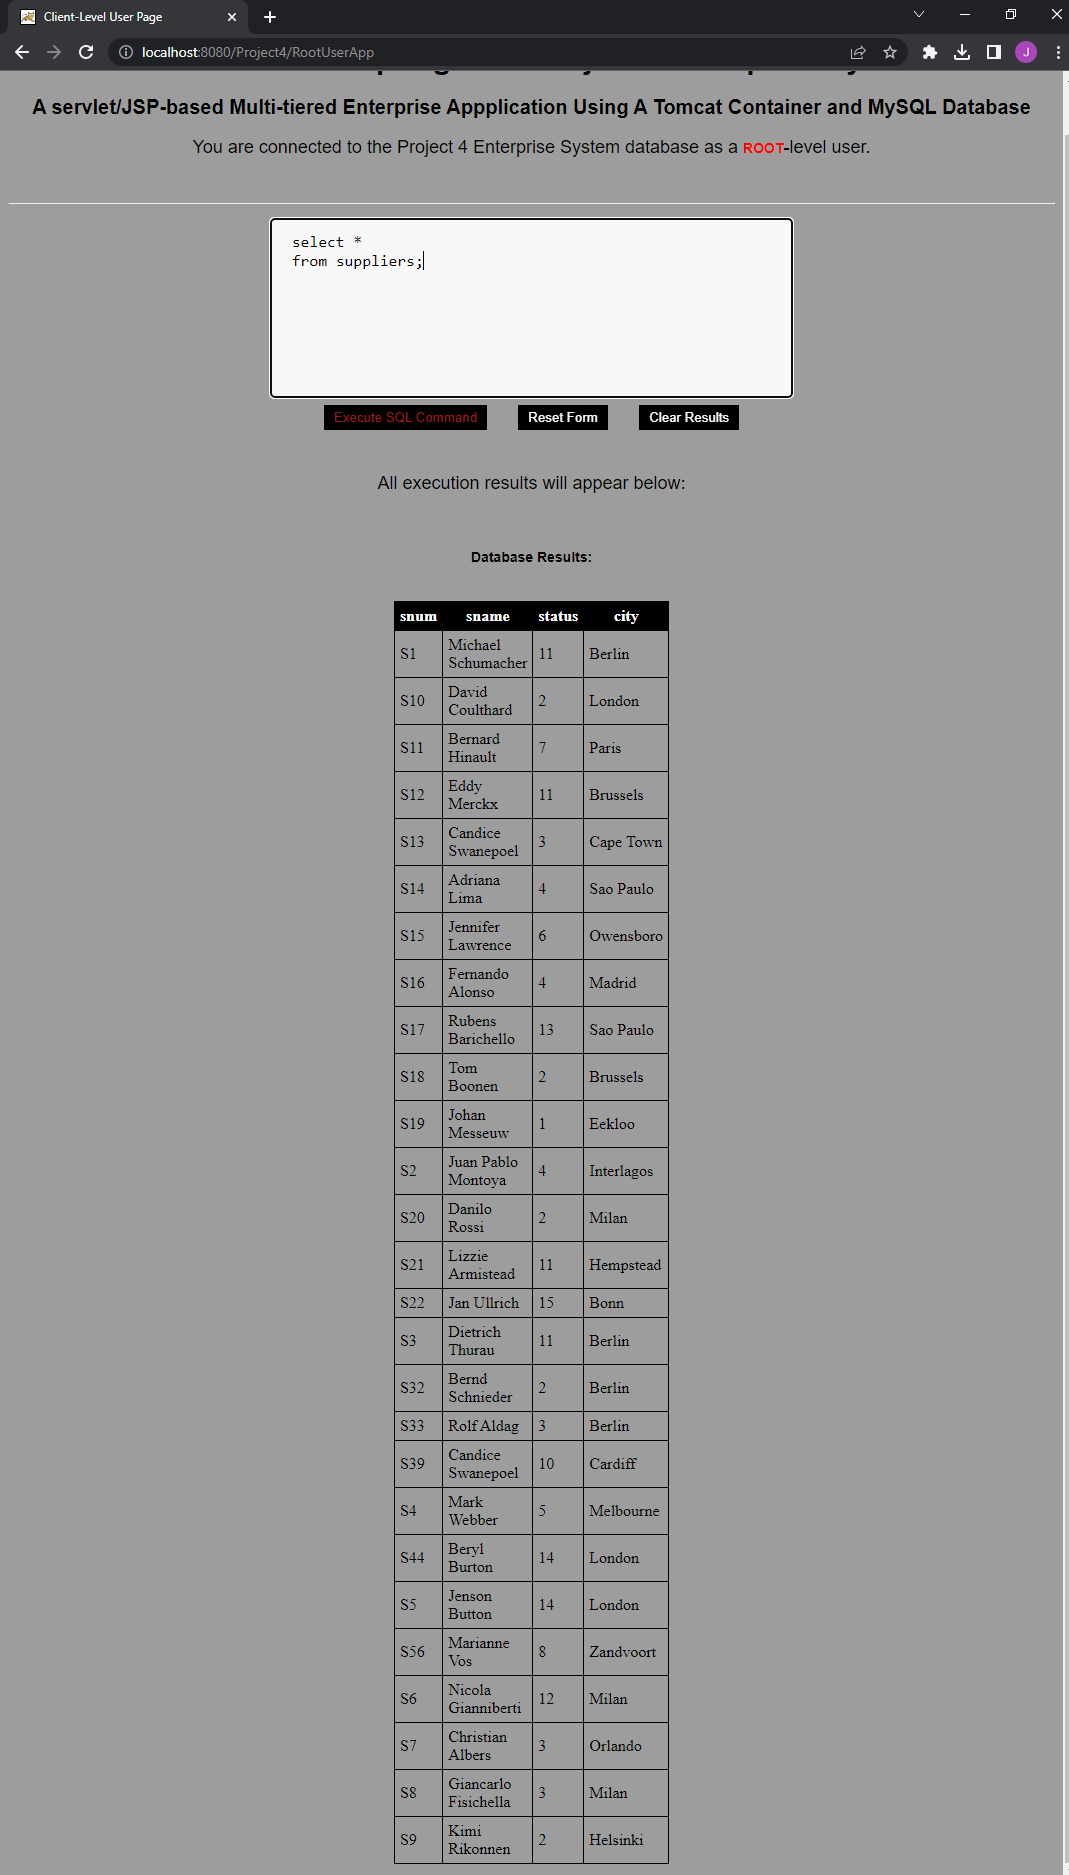 Client-Level User Page
localhost:8080/Project4/RootUserApp
J
A servlet/JSP-based Multi-tiered Enterprise Appplication Using A Tomcat Container and MySQL Database
You are connected to the Project 4 Enterprise System database as a ROOT-level user.
select *
from suppliers;
Execute SQL Command Reset Form Clear Results
All execution results will appear below:
Database Results:
snum sname status city
S1 Michael Schumacher 11 Berlin
S10 David Coulthard 2 London
S11 Bernard Hinault 7 Paris
S12 Eddy Merckx 11 Brussels
S13 Candice Swanepoel 3 Cape Town
S14 Adriana Lima 4 Sao Paulo
S15 Jennifer Lawrence 6 Owensboro
S16 Fernando Alonso 4 Madrid
S17 Rubens Barichello 13 Sao Paulo
S18 Tom Boonen 2 Brussels
S19 Johan Messeuw 1 Eekloo
S2 Juan Pablo Montoya 4 Interlagos
S20 Danilo Rossi 2 Milan
S21 Lizzie Armistead 11 Hempstead
S22 Jan Ullrich 15 Bonn
S3 Dietrich Thurau 11 Berlin
S32 Bernd Schnieder 2 Berlin
S33 Rolf Aldag 3 Berlin
S39 Candice Swanepoel 10 Cardiff
S4 Mark Webber 5 Melbourne
S44 Beryl Burton 14 London
S5 Jenson Button 14 London
S56 Marianne Vos 8 Zandvoort
S6 Nicola Gianniberti 12 Milan
S7 Christian Albers 3 Orlando
S8 Giancarlo Fisichella 3 Milan
S9 Kimi Rikonnen 2 Helsinki